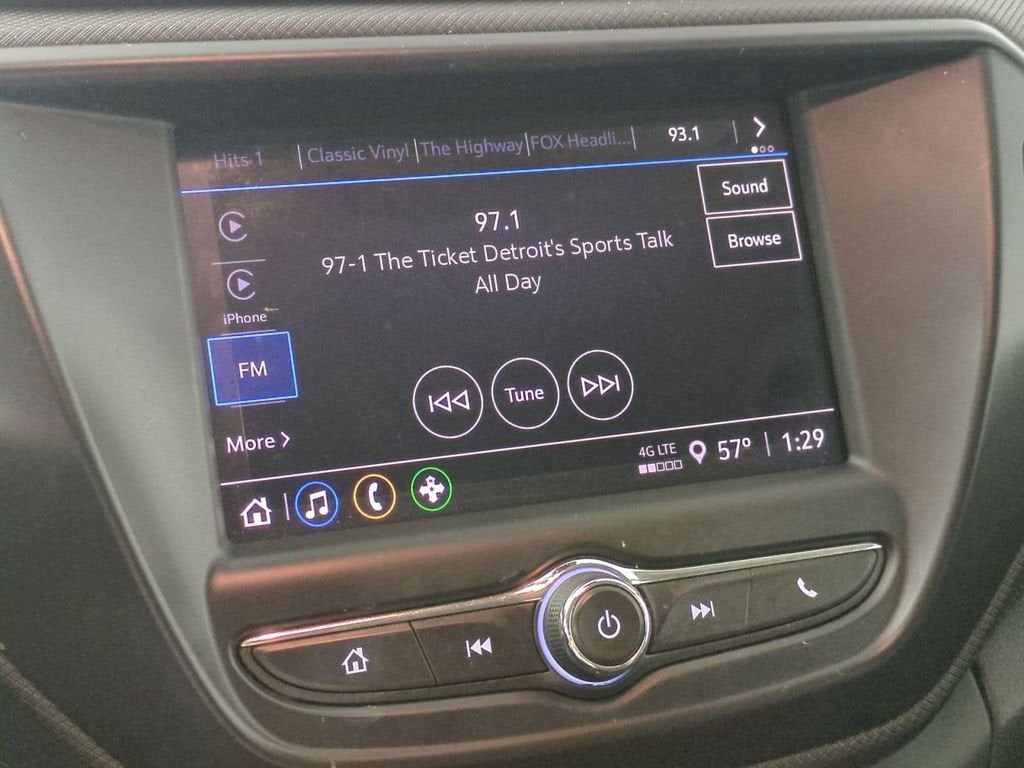 Hits 1 Classic Vinyl The Highway FOX Headli... 93.1
Sound
97.1
Browse
97-1 The Ticket Detroit's Sports Talk
All Day
iPhone
FM
Tune
More
4G LTE 57° 1:29